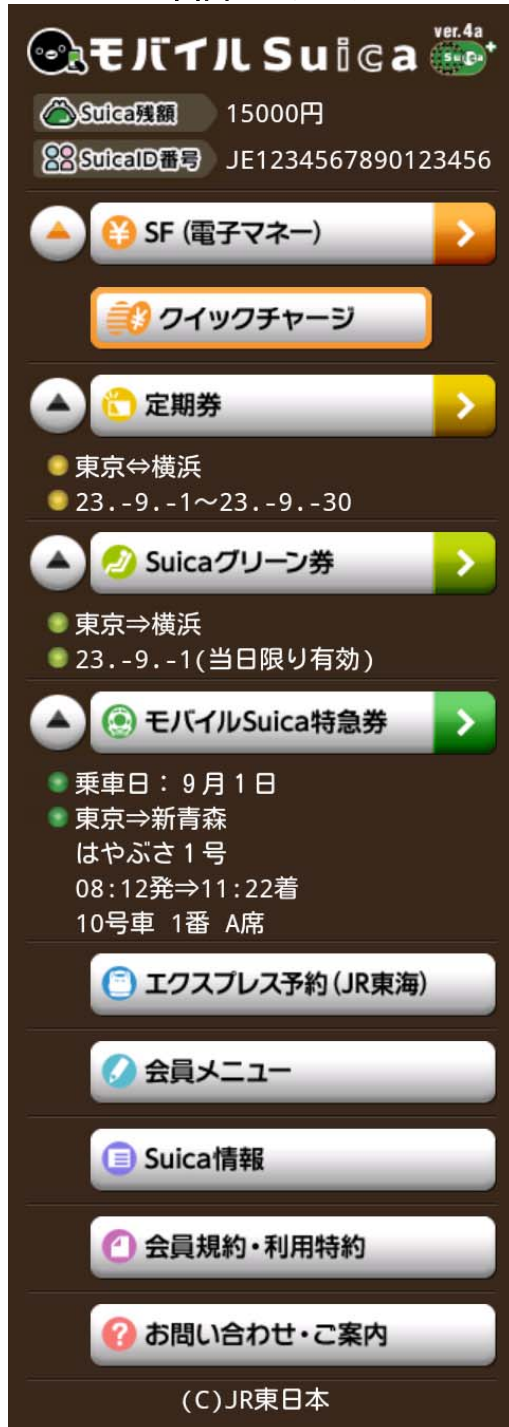 モバイルSuica ver.4a
Suica
Suica残額 15000円
SuicaID番号 JE1234567890123456
SF (電子マネー)
クイックチャージ
定期券
東京⇔横浜
23.-9.-1～23.-9.-30
Suicaグリーン券
東京⇒横浜
23.-9.-1(当日限り有効)
モバイルSuica特急券
乗車日：９月１日
東京⇒新青森
はやぶさ１号
08:12発⇒11:22着
10号車 1番 A席
エクスプレス予約(JR東海)
会員メニュー
Suica情報
会員規約・利用特約
お問い合わせ・ご案内
(C)JR東日本